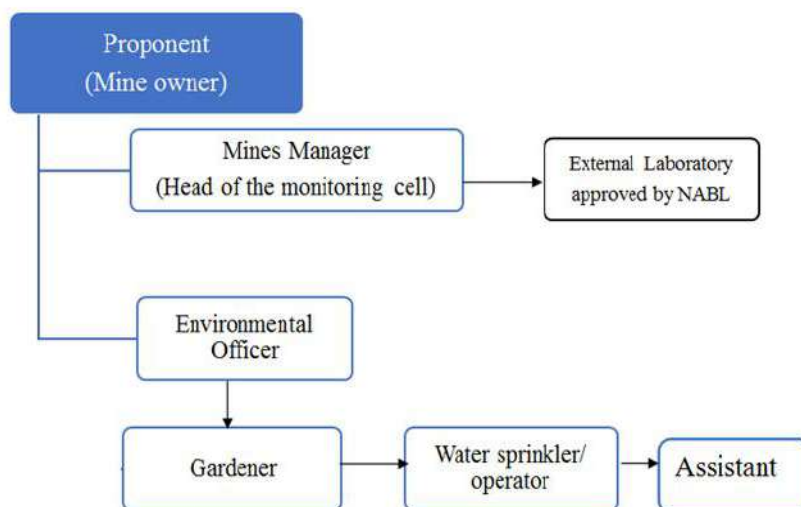 Proponent
(Mine owner)
Mines Manager
(Head of the monitoring cell)
External Laboratory
approved by NABL
Environmental
Officer
Gardener
Water sprinkler/
operator
Assistant